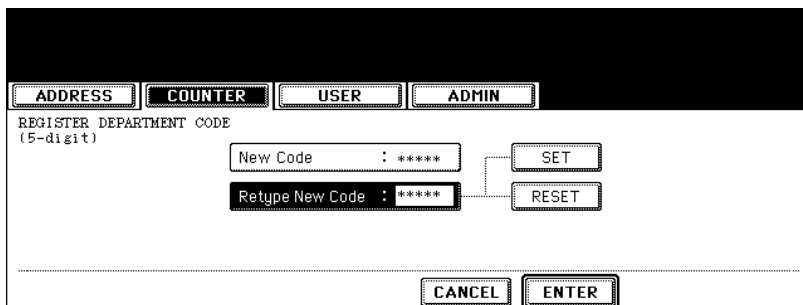 ADDRESS COUNTER USER ADMIN
REGISTER DEPARTMENT CODE
(5-digit)
New Code : ***** SET
Retype New Code : ***** RESET
CANCEL ENTER